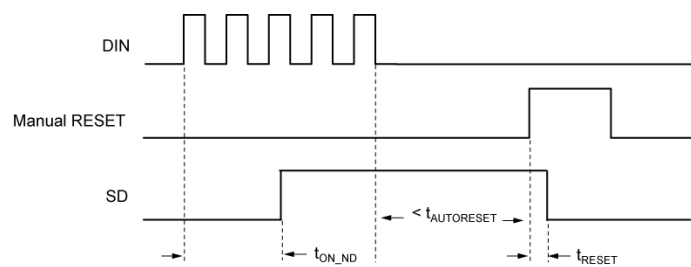 DIN
Manual RESET
SD
< tAUTORESET
tON_ND
tRESET